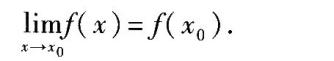 lim f(x) = f(x₀).
x→x₀